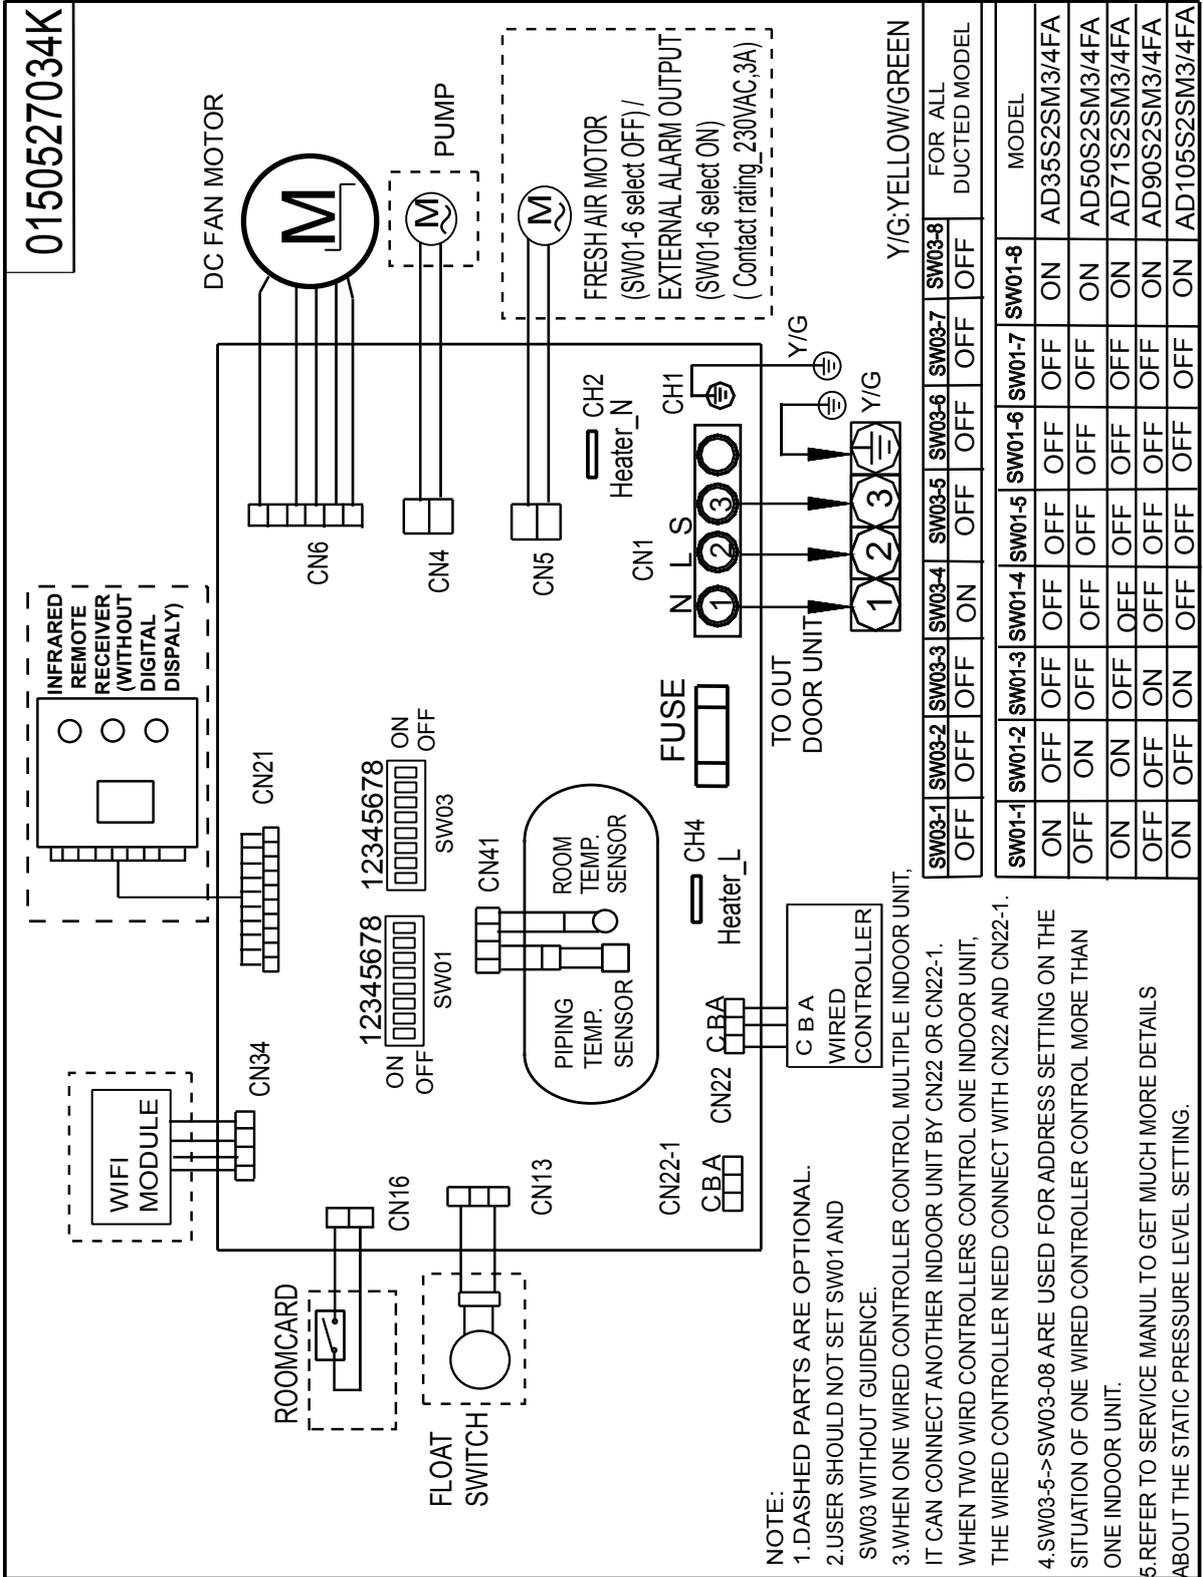 0150527034K
INFRARED
REMOTE
RECEIVER
(WITHOUT
DIGITAL
DISPALY)
WIFI
MODULE
CN34
CN21
ROOMCARD
CN16
FLOAT
SWITCH
CN13
12345678
ON
OFF
SW01
12345678
ON
OFF
SW03
CN41
PIPING
TEMP.
SENSOR
ROOM
TEMP.
SENSOR
CN6
DC FAN MOTOR
M
CN4
M
PUMP
CN5
M
FRESH AIR MOTOR
(SW01-6 select OFF) /
EXTERNAL ALARM OUTPUT
(SW01-6 select ON)
( Contact rating_230VAC,3A)
CH2
Heater_N
CN22-1
C B A
CN22
C B A
C B A
WIRED
CONTROLLER
CH4
Heater_L
FUSE
CN1
N L S
1 2 3
CH1
Y/G
TO OUT
DOOR UNIT
1 2 3
Y/G
Y/G:YELLOW/GREEN
NOTE:
1.DASHED PARTS ARE OPTIONAL.
2.USER SHOULD NOT SET SW01 AND
SW03 WITHOUT GUIDENCE.
3.WHEN ONE WIRED CONTROLLER CONTROL MULTIPLE INDOOR UNIT,
IT CAN CONNECT ANOTHER INDOOR UNIT BY CN22 OR CN22-1.
WHEN TWO WIRD CONTROLLERS CONTROL ONE INDOOR UNIT,
THE WIRED CONTROLLER NEED CONNECT WITH CN22 AND CN22-1.
4.SW03-5->SW03-08 ARE USED FOR ADDRESS SETTING ON THE
SITUATION OF ONE WIRED CONTROLLER CONTROL MORE THAN
ONE INDOOR UNIT.
5.REFER TO SERVICE MANUL TO GET MUCH MORE DETAILS
ABOUT THE STATIC PRESSURE LEVEL SETTING.
SW03-1 SW03-2 SW03-3 SW03-4 SW03-5 SW03-6 SW03-7 SW03-8 FOR ALL
OFF OFF OFF ON OFF OFF OFF OFF DUCTED MODEL
SW01-1 SW01-2 SW01-3 SW01-4 SW01-5 SW01-6 SW01-7 SW01-8 MODEL
ON OFF OFF OFF OFF OFF OFF ON AD35S2SM3/4FA
OFF ON OFF OFF OFF OFF OFF ON AD50S2SM3/4FA
ON ON OFF OFF OFF OFF OFF ON AD71S2SM3/4FA
OFF OFF ON OFF OFF OFF OFF ON AD90S2SM3/4FA
ON OFF ON OFF OFF OFF OFF ON AD105S2SM3/4FA